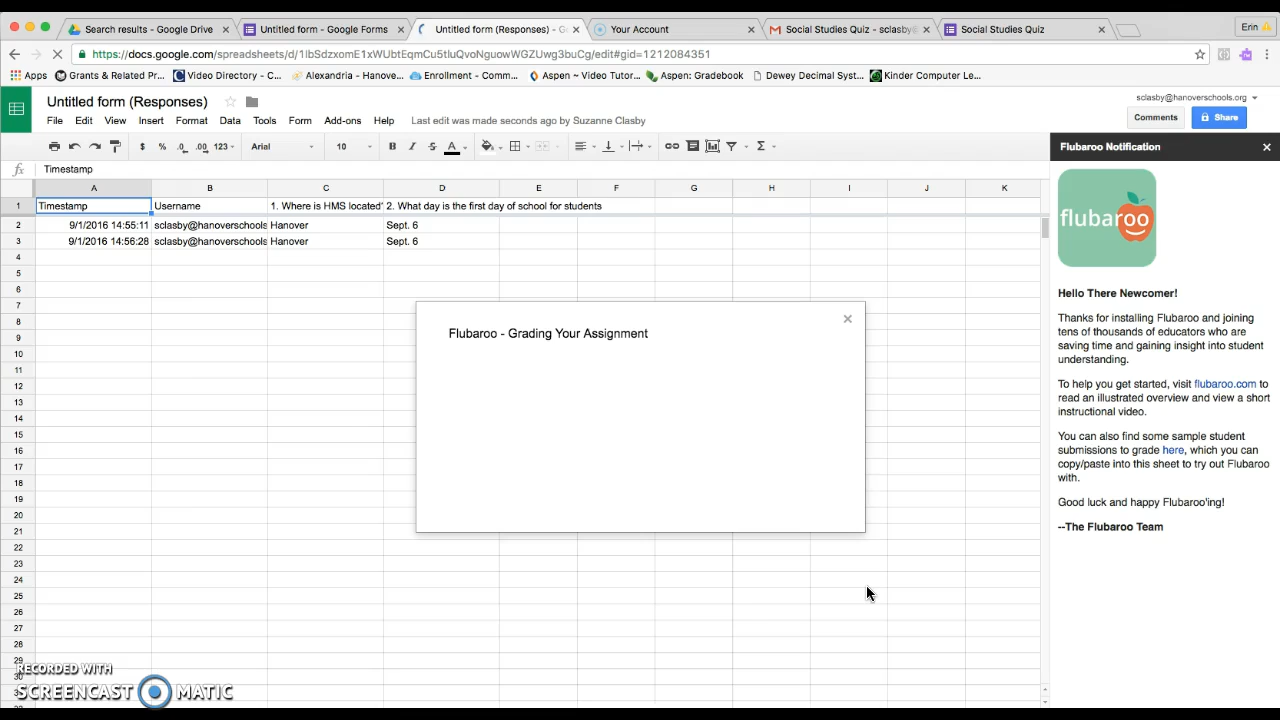 Search results - Google Drive
Untitled form - Google Forms
Untitled form (Responses) - G
Your Account
Social Studies Quiz - sclasby@
Social Studies Quiz
Erin
https://docs.google.com/spreadsheets/d/1IbSdzxomE1xWUbtEqmCu5tluQvoNguowWGZUwg3buCg/edit#gid=1212084351
Apps
Grants & Related Pr...
Video Directory - C...
Alexandria - Hanove...
Enrollment - Comm...
Aspen ~ Video Tutor...
Aspen: Gradebook
Dewey Decimal Syst...
Kinder Computer Le...
Untitled form (Responses)
sclasby@hanoverschools.org
File Edit View Insert Format Data Tools Form Add-ons Help Last edit was made seconds ago by Suzanne Clasby
Comments
Share
$ % .0 .00 123 Arial 10 B I S A
Flubaroo Notification
fx Timestamp
A B C D E F G H I J K
1 Timestamp Username 1. Where is HMS located? 2. What day is the first day of school for students
2 9/1/2016 14:55:11 sclasby@hanoverschools Hanover Sept. 6
3 9/1/2016 14:56:28 sclasby@hanoverschools Hanover Sept. 6
4
5
6
7
8
9
10
11
12
13
14
15
16
17
18
19
20
21
22
23
24
25
26
27
28
29
30
Flubaroo - Grading Your Assignment
flubaroo
Hello There Newcomer!
Thanks for installing Flubaroo and joining
tens of thousands of educators who are
saving time and gaining insight into student
understanding.
To help you get started, visit flubaroo.com to
read an illustrated overview and view a short
instructional video.
You can also find some sample student
submissions to grade here, which you can
copy/paste into this sheet to try out Flubaroo
with.
Good luck and happy Flubaroo'ing!
--The Flubaroo Team
RECORDED WITH
SCREENCAST MATIC